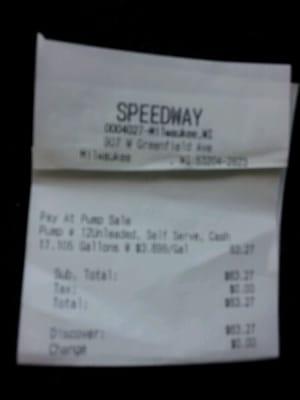 SPEEDWAY
0004027-Milwaukee,WI
907 W Greenfield Ave
Milwaukee , WI 53204-2823
Pay At Pump Sale
Pump # 12Unleaded, Self Serve, Cash
17.105 Gallons @ $3.699/Gal 63.27
Sub. Total: $63.27
Tax: $0.00
Total: $63.27
Discover: $63.27
Change $0.00